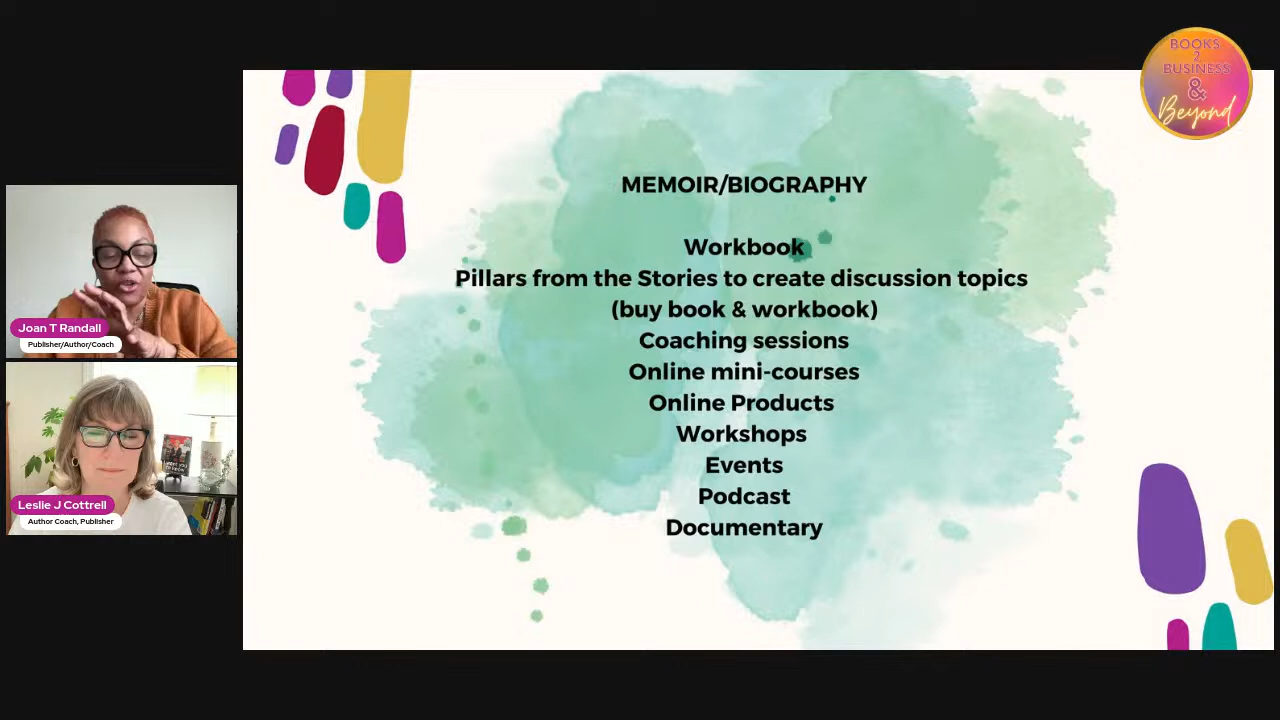 BOOKS
2
BUSINESS
&
Beyond
MEMOIR/BIOGRAPHY
Workbook
Pillars from the Stories to create discussion topics
(buy book & workbook)
Coaching sessions
Online mini-courses
Online Products
Workshops
Events
Podcast
Documentary
Joan T Randall
Publisher/Author/Coach
Leslie J Cottrell
Author Coach, Publisher